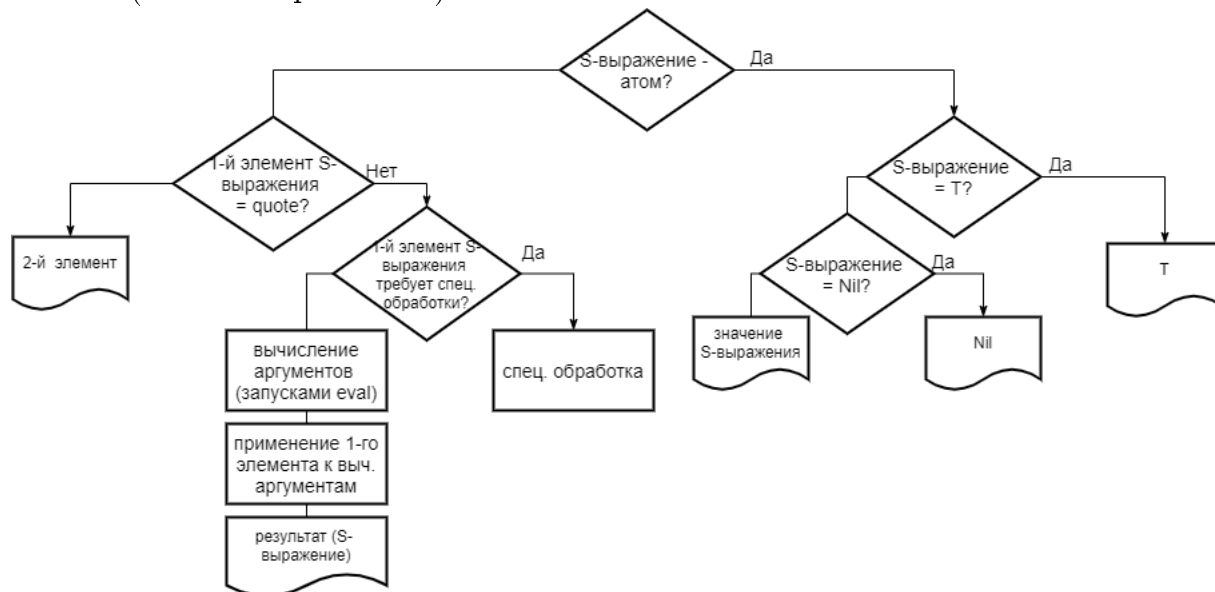 S-выражение -
атом?
Да
1-й элемент S-
выражения
= quote?
Нет
S-выражение
= T?
Да
2-й элемент
1-й элемент S-
выражения
требует спец.
обработки?
Да
S-выражение
= Nil?
Да
T
вычисление
аргументов
(запусками eval)
спец. обработка
значение
S-выражения
Nil
применение 1-го
элемента к выч.
аргументам
результат (S-
выражение)